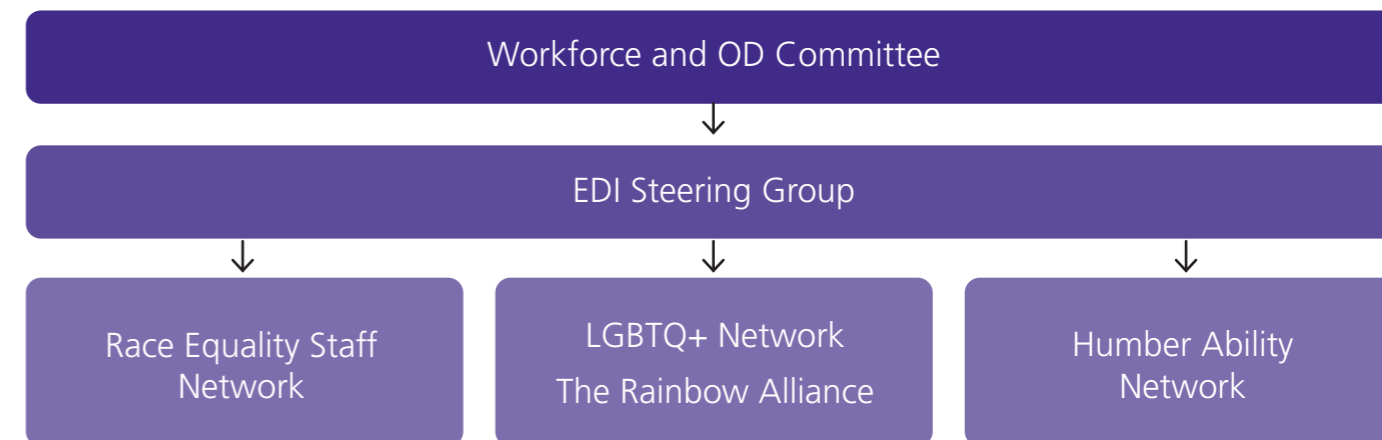 Workforce and OD Committee
EDI Steering Group
Race Equality Staff
Network
LGBTQ+ Network
The Rainbow Alliance
Humber Ability
Network